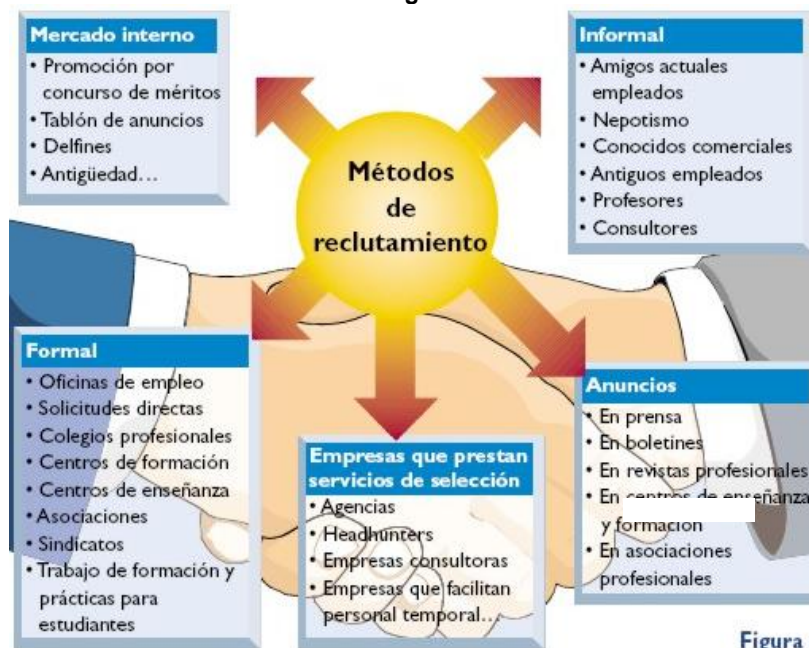 Mercado interno
• Promoción por
concurso de méritos
• Tablón de anuncios
• Delfines
• Antigüedad…
Informal
• Amigos actuales
empleados
• Nepotismo
• Conocidos comerciales
• Antiguos empleados
• Profesores
• Consultores
Métodos
de
reclutamiento
Formal
• Oficinas de empleo
• Solicitudes directas
• Colegios profesionales
• Centros de formación
• Centros de enseñanza
• Asociaciones
• Sindicatos
• Trabajo de formación y
prácticas para
estudiantes
Empresas que prestan
servicios de selección
• Agencias
• Headhunters
• Empresas consultoras
• Empresas que facilitan
personal temporal…
Anuncios
• En prensa
• En boletines
• En revistas profesionales
• En centros de enseñanza
y formación
• En asociaciones
profesionales
Figura